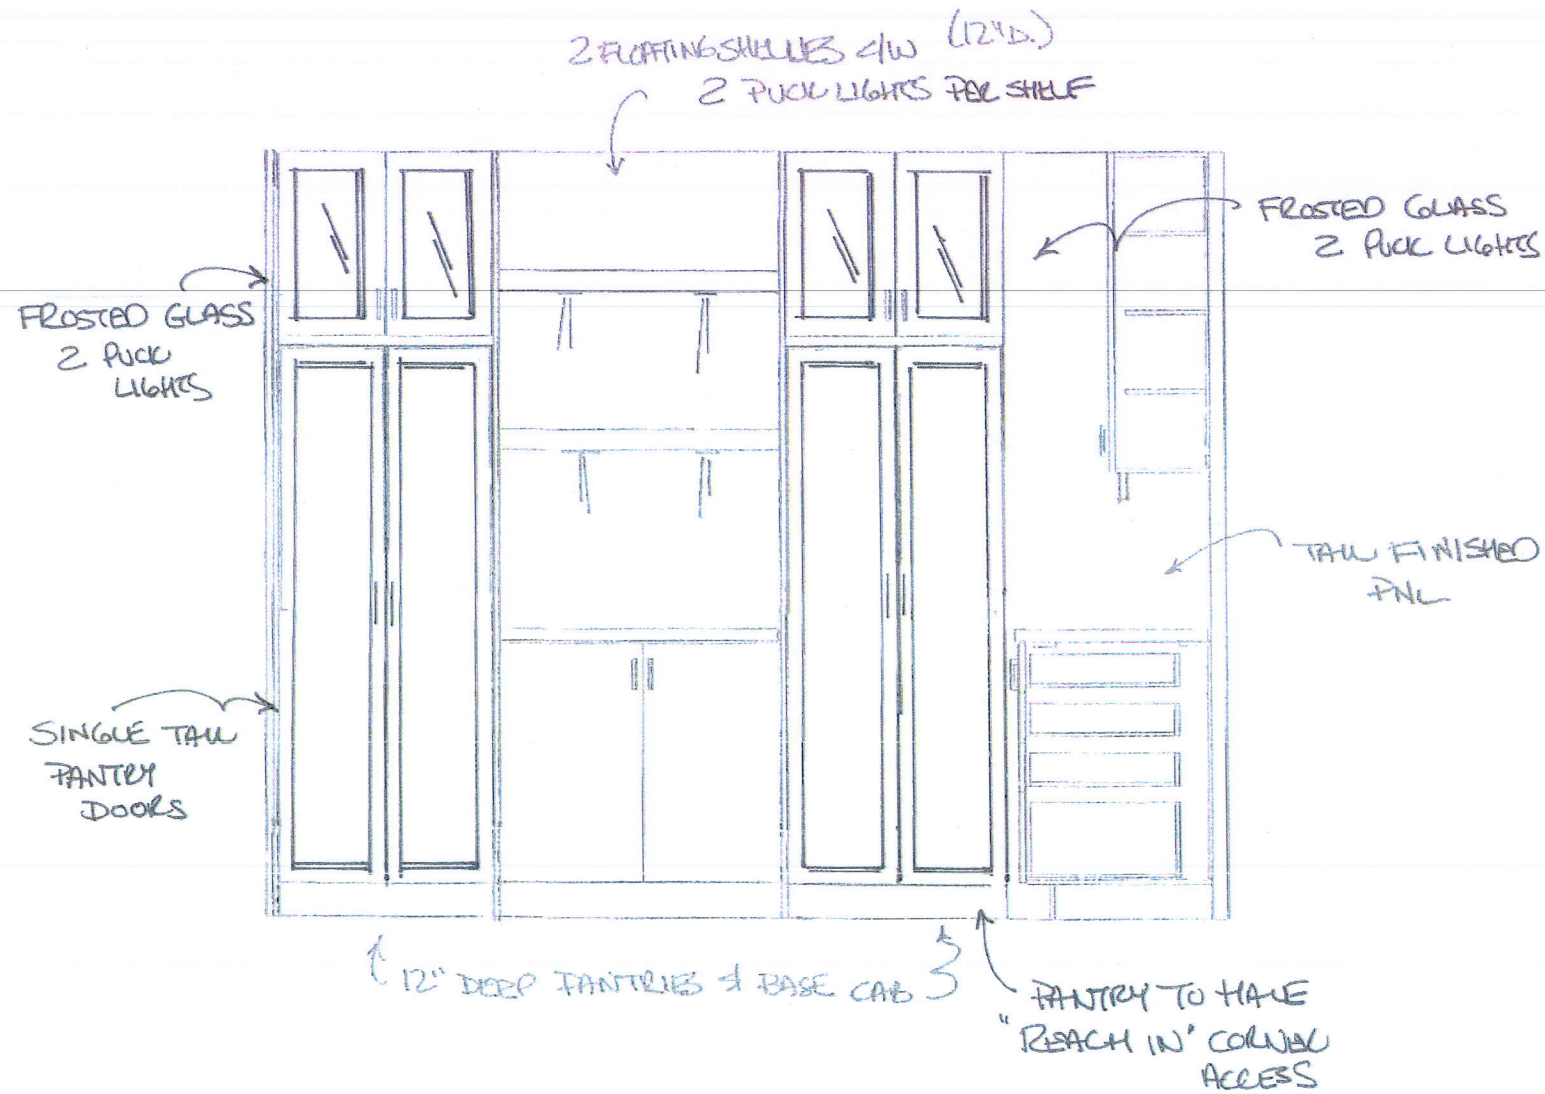 2 FLOATING SHELVES C/W (12"D.)
2 PUCK LIGHTS PER SHELF
FROSTED GLASS
2 PUCK LIGHTS
FROSTED GLASS
2 PUCK
LIGHTS
TALL FINISHED
PNL
SINGLE TALL
PANTRY
DOORS
12" DEEP PANTRIES & BASE CAB
PANTRY TO HAVE
"REACH IN" CORNER
ACCESS